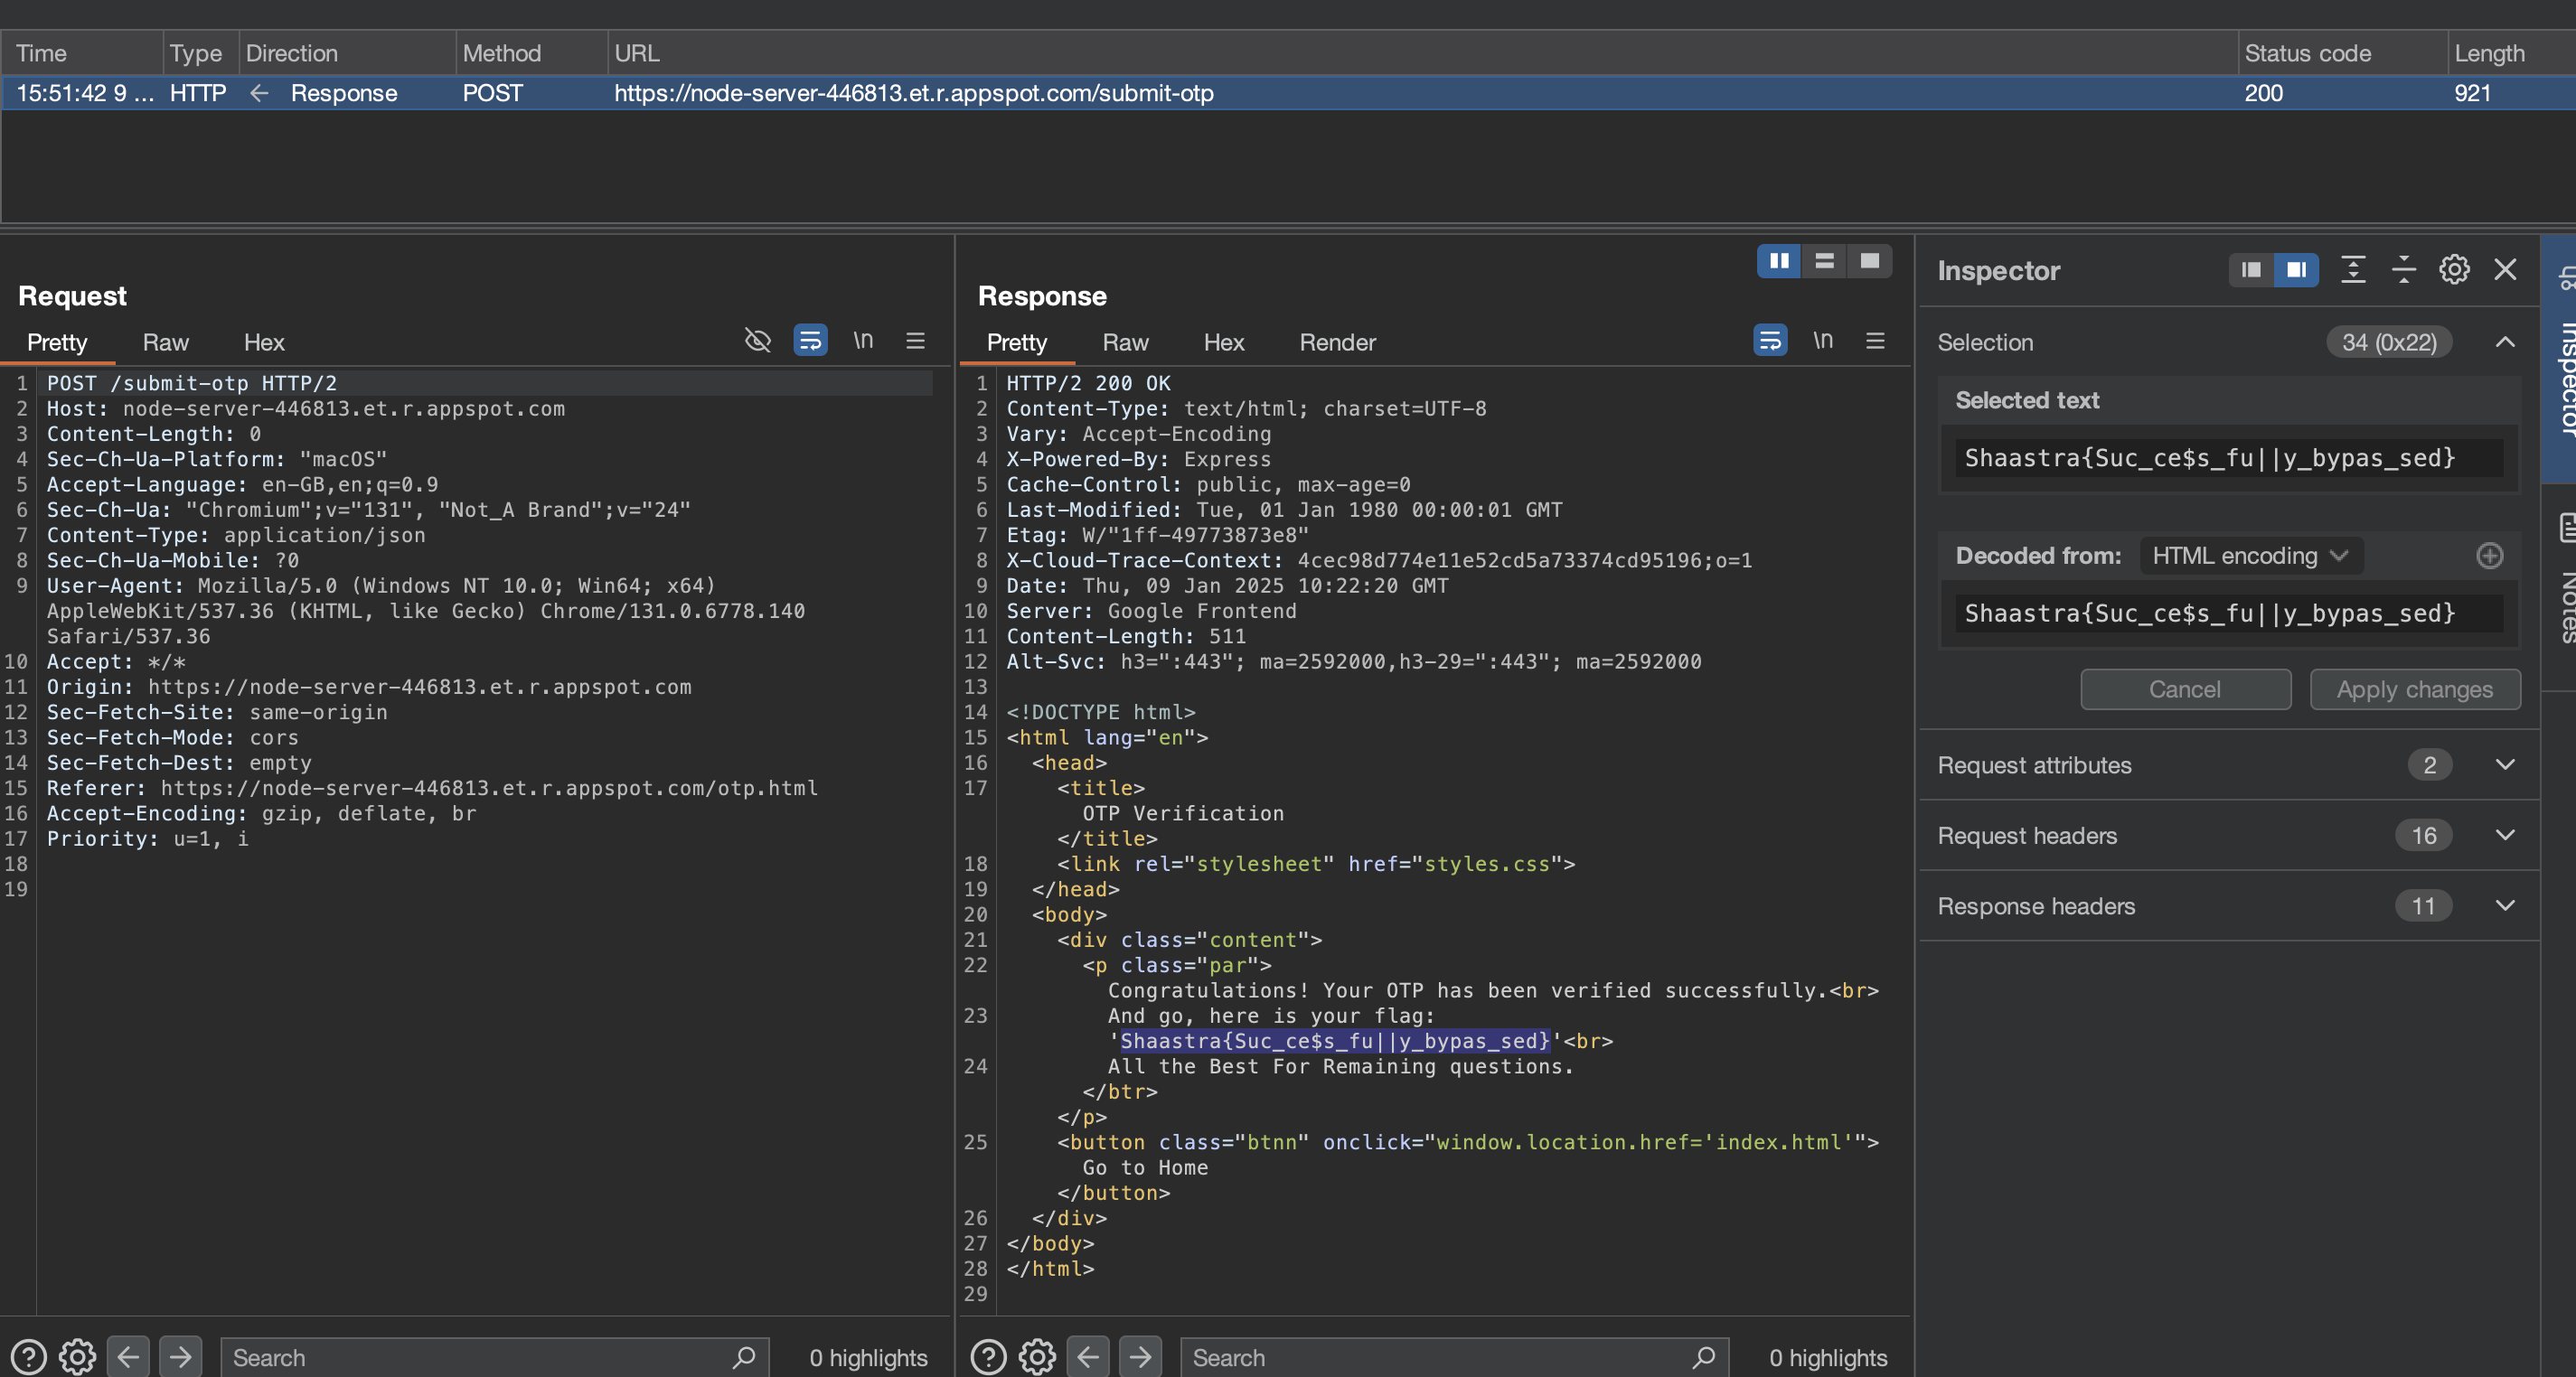 Time Type Direction Method URL Status code Length
15:51:42 9 ... HTTP ← Response POST https://node-server-446813.et.r.appspot.com/submit-otp 200 921
Request
Pretty Raw Hex \n
1 POST /submit-otp HTTP/2
2 Host: node-server-446813.et.r.appspot.com
3 Content-Length: 0
4 Sec-Ch-Ua-Platform: "macOS"
5 Accept-Language: en-GB,en;q=0.9
6 Sec-Ch-Ua: "Chromium";v="131", "Not_A Brand";v="24"
7 Content-Type: application/json
8 Sec-Ch-Ua-Mobile: ?0
9 User-Agent: Mozilla/5.0 (Windows NT 10.0; Win64; x64)
AppleWebKit/537.36 (KHTML, like Gecko) Chrome/131.0.6778.140
Safari/537.36
10 Accept: */*
11 Origin: https://node-server-446813.et.r.appspot.com
12 Sec-Fetch-Site: same-origin
13 Sec-Fetch-Mode: cors
14 Sec-Fetch-Dest: empty
15 Referer: https://node-server-446813.et.r.appspot.com/otp.html
16 Accept-Encoding: gzip, deflate, br
17 Priority: u=1, i
18
19
Search 0 highlights
Response
Pretty Raw Hex Render \n
1 HTTP/2 200 OK
2 Content-Type: text/html; charset=UTF-8
3 Vary: Accept-Encoding
4 X-Powered-By: Express
5 Cache-Control: public, max-age=0
6 Last-Modified: Tue, 01 Jan 1980 00:00:01 GMT
7 Etag: W/"1ff-49773873e8"
8 X-Cloud-Trace-Context: 4cec98d774e11e52cd5a73374cd95196;o=1
9 Date: Thu, 09 Jan 2025 10:22:20 GMT
10 Server: Google Frontend
11 Content-Length: 511
12 Alt-Svc: h3=":443"; ma=2592000,h3-29=":443"; ma=2592000
13
14 <!DOCTYPE html>
15 <html lang="en">
16 <head>
17 <title>
OTP Verification
</title>
18 <link rel="stylesheet" href="styles.css">
19 </head>
20 <body>
21 <div class="content">
22 <p class="par">
Congratulations! Your OTP has been verified successfully.<br>
23 And go, here is your flag:
'Shaastra{Suc_ce$s_fu||y_bypas_sed}'<br>
24 All the Best For Remaining questions.
</btr>
</p>
25 <button class="btnn" onclick="window.location.href='index.html'">
Go to Home
</button>
26 </div>
27 </body>
28 </html>
29
Search 0 highlights
Inspector
Selection 34 (0x22)
Selected text
Shaastra{Suc_ce$s_fu||y_bypas_sed}
Decoded from: HTML encoding
Shaastra{Suc_ce$s_fu||y_bypas_sed}
Cancel Apply changes
Request attributes 2
Request headers 16
Response headers 11
Inspector
Notes